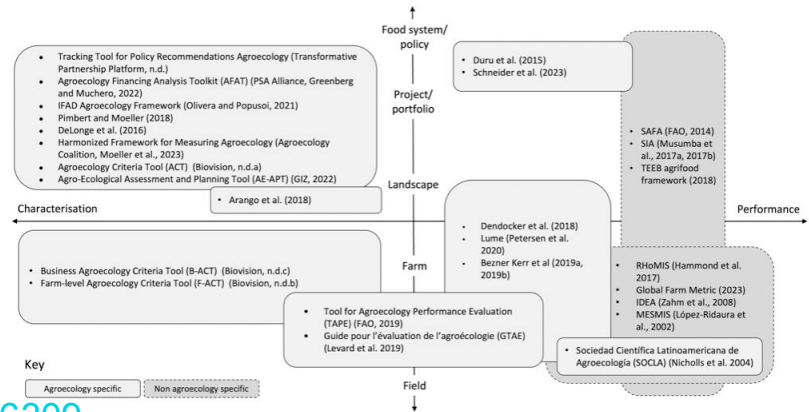 Food system/
policy
• Tracking Tool for Policy Recommendations Agroecology (Transformative
Partnership Platform, n.d.)
• Agroecology Financing Analysis Toolkit (AFAT) (PSA Alliance, Greenberg
and Muchero, 2022)
• IFAD Agroecology Framework (Olivera and Popusoi, 2021)
• Pimbert and Moeller (2018)
• DeLonge et al. (2016)
• Harmonized Framework for Measuring Agroecology (Agroecology
Coalition, Moeller et al., 2023)
• Agroecology Criteria Tool (ACT) (Biovision, n.d.a)
• Agro-Ecological Assessment and Planning Tool (AE-APT) (GIZ, 2022)
• Duru et al. (2015)
• Schneider et al. (2023)
Project/
portfolio
• SAFA (FAO, 2014)
• SIA (Musumba et
al., 2017a, 2017b)
• TEEB agrifood
framework (2018)
Landscape
• Arango et al. (2018)
Characterisation
Performance
• Dendocker et al. (2018)
• Lume (Petersen et al.
2020)
• Bezner Kerr et al (2019a,
2019b)
Farm
• Business Agroecology Criteria Tool (B-ACT) (Biovision, n.d.c)
• Farm-level Agroecology Criteria Tool (F-ACT) (Biovision, n.d.b)
• RHoMIS (Hammond et al.
2017)
• Global Farm Metric (2023)
• IDEA (Zahm et al., 2008)
• MESMIS (López-Ridaura et
al., 2002)
• Tool for Agroecology Performance Evaluation
(TAPE) (FAO, 2019)
• Guide pour l'évaluation de l'agroécologie (GTAE)
(Levard et al. 2019)
• Sociedad Científica Latinoamericana de
Agroecología (SOCLA) (Nicholls et al. 2004)
Key
Agroecology specific
Non agroecology specific
Field